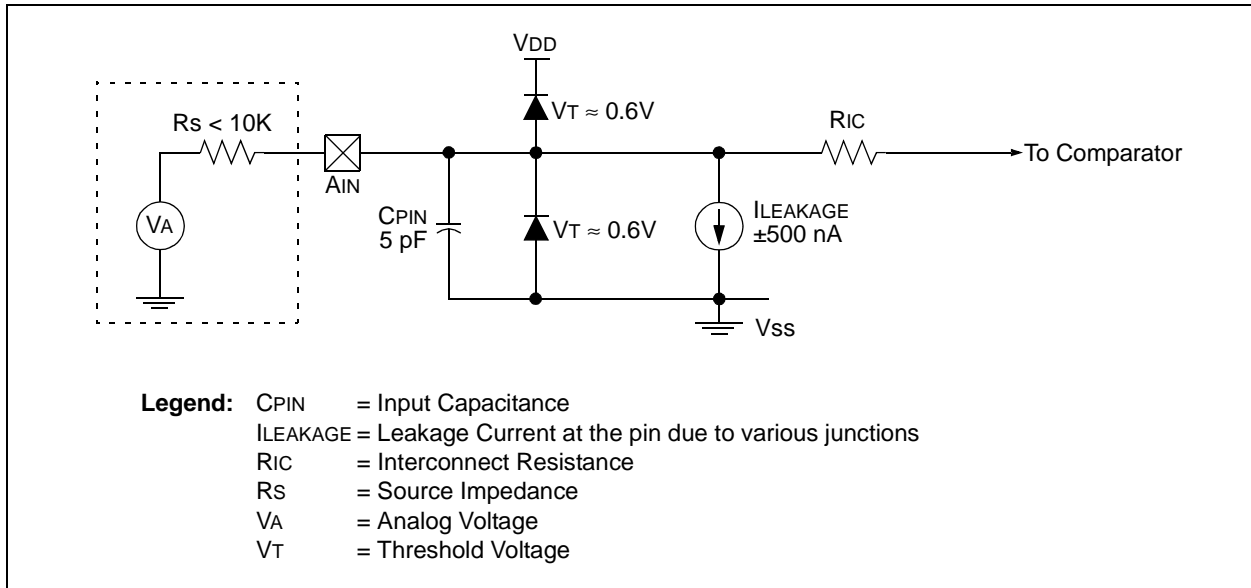 VDD
VT ≈ 0.6V
Rs < 10K
RIC
To Comparator
AIN
VA
CPIN
5 pF
VT ≈ 0.6V
ILEAKAGE
±500 nA
Vss
Legend: CPIN = Input Capacitance
ILEAKAGE = Leakage Current at the pin due to various junctions
RIC = Interconnect Resistance
RS = Source Impedance
VA = Analog Voltage
VT = Threshold Voltage